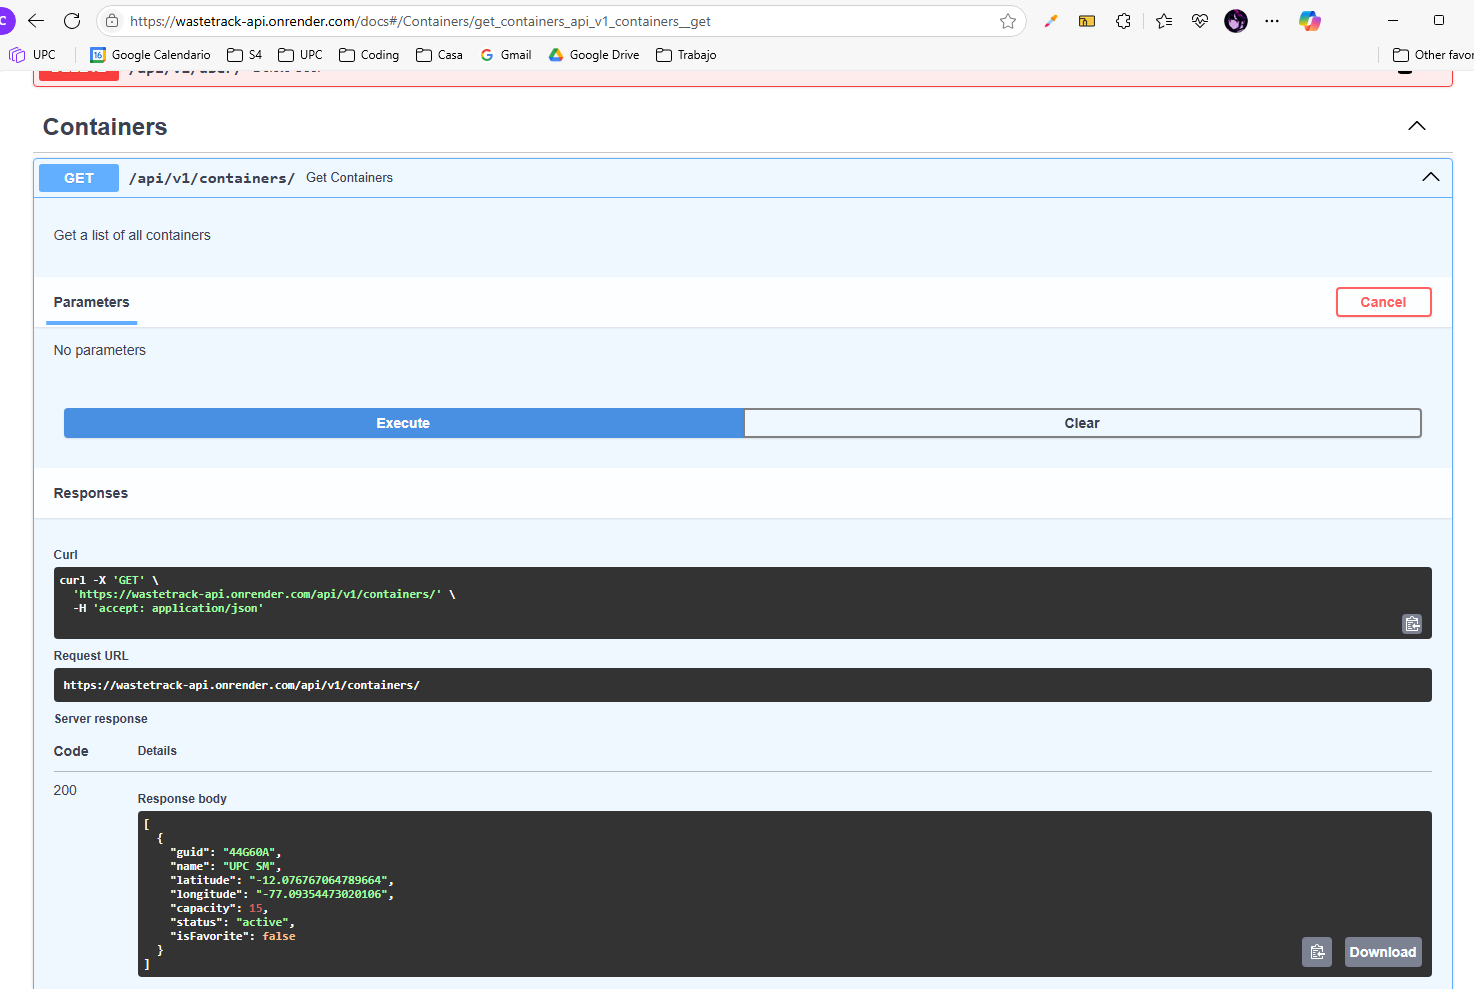 C
https://wastetrack-api.onrender.com/docs#/Containers/get_containers_api_v1_containers__get
UPC
16 Google Calendario
S4
UPC
Coding
Casa
G Gmail
Google Drive
Trabajo
Other favor
Containers
GET /api/v1/containers/ Get Containers
Get a list of all containers
Parameters
Cancel
No parameters
Execute
Clear
Responses
Curl
curl -X 'GET' \
'https://wastetrack-api.onrender.com/api/v1/containers/' \
-H 'accept: application/json'
Request URL
https://wastetrack-api.onrender.com/api/v1/containers/
Server response
Code Details
200
Response body
[
{
"guid": "44G60A",
"name": "UPC SM",
"latitude": "-12.076767064789664",
"longitude": "-77.09354473020106",
"capacity": 15,
"status": "active",
"isFavorite": false
}
]
Download